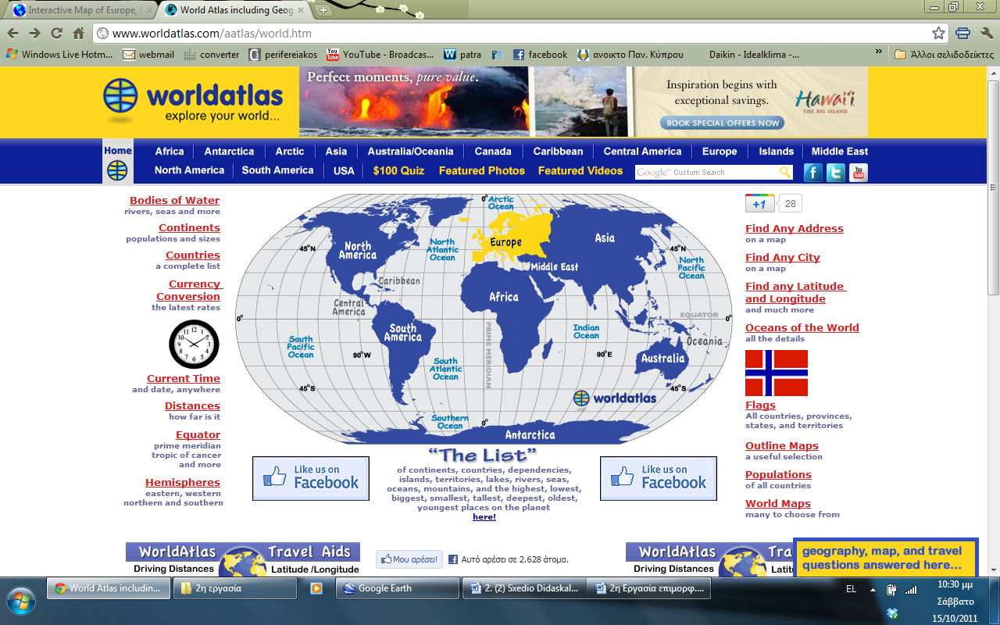 Interactive Map of Europe,
World Atlas including Geog
www.worldatlas.com/aatlas/world.htm
Windows Live Hotm...
webmail
converter
perifereiakos
YouTube - Broadcas...
patra
facebook
ανοικτο Παν. Κύπρου
Daikin - Idealklima -...
»
Άλλοι σελιδοδείκτες
worldatlas
explore your world...
Perfect moments, pure value.
Inspiration begins with
exceptional savings.
BOOK SPECIAL OFFERS NOW
HAWAI'I
THE BIG ISLAND
Home
Africa
Antarctica
Arctic
Asia
Australia/Oceania
Canada
Caribbean
Central America
Europe
Islands
Middle East
North America
South America
USA
$100 Quiz
Featured Photos
Featured Videos
Google™ Custom Search
Bodies of Water
rivers, seas and more
Continents
populations and sizes
Countries
a complete list
Currency
Conversion
the latest rates
Current Time
and date, anywhere
Distances
how far is it
Equator
prime meridian
tropic of cancer
and more
Hemispheres
eastern, western
northern and southern
0°
Arctic
Ocean
45°N
North
America
North
Atlantic
Ocean
Europe
Asia
45°N
North
Pacific
Ocean
Middle East
Caribbean
Central
America
Africa
EQUATOR
0°
0°
South
America
PRIME MERIDIAN
Indian
Ocean
Oceania
South
Pacific
Ocean
90°W
South
Atlantic
Ocean
90°E
Australia
45°S
45°S
worldatlas
Southern
Ocean
0°
Antarctica
+1
28
Find Any Address
on a map
Find Any City
on a map
Find any Latitude
and Longitude
and much more
Oceans of the World
all the details
Flags
All countries, provinces,
states, and territories
Outline Maps
a useful selection
Populations
of all countries
World Maps
many to choose from
Like us on
Facebook
"The List"
of continents, countries, dependencies,
islands, territories, lakes, rivers, seas,
oceans, mountains, and the highest, lowest,
biggest, smallest, tallest, deepest, oldest,
youngest places on the planet
here!
Like us on
Facebook
WorldAtlas Travel Aids
Driving Distances
Latitude /Longitude
Μου αρέσει!
Αυτό αρέσει σε 2.628 άτομα.
WorldAtlas Tra
Driving Distances
Latit
geography, map, and travel
questions answered here...
World Atlas includin...
2η εργασία
Google Earth
2. (2) Sxedio Didaskal...
2η Εργασία επιμορφ....
EL
10:30 μμ
Σάββατο
15/10/2011